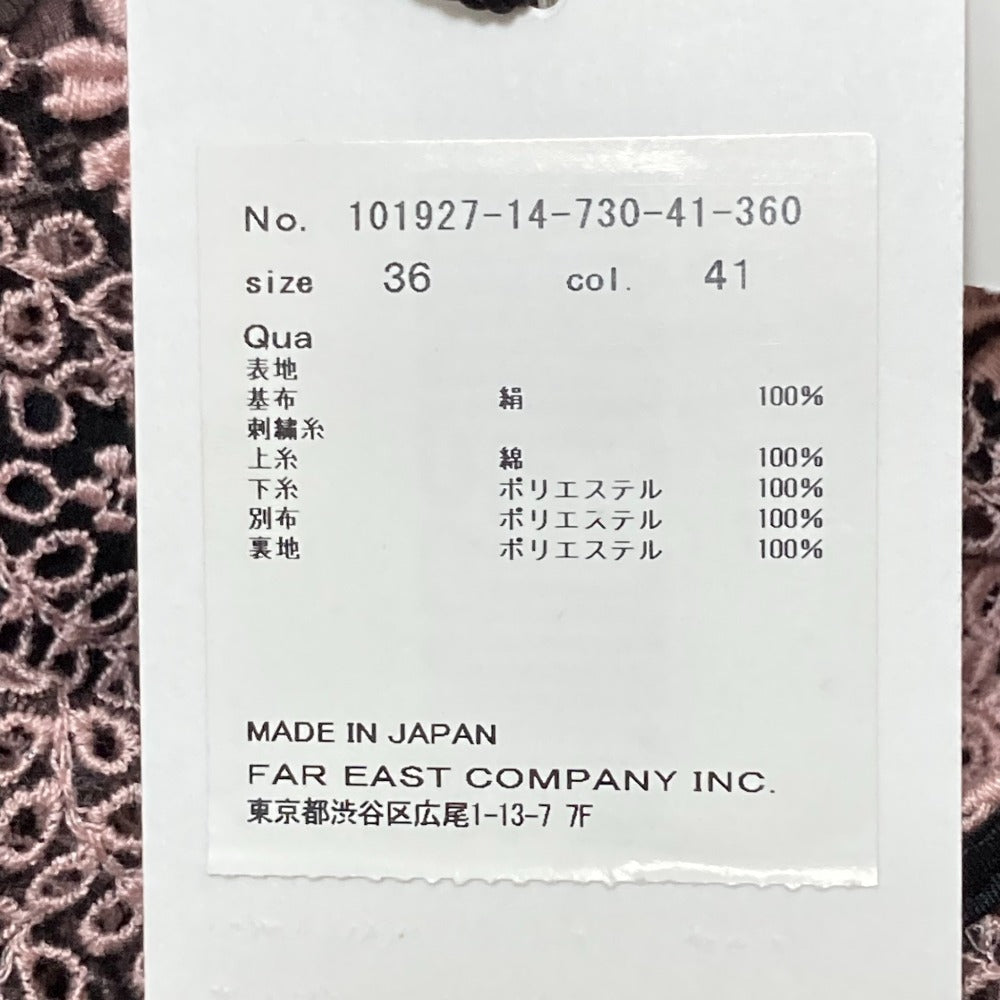 No. 101927-14-730-41-360
size 36 col. 41
Qua
表地
基布 絹 100%
刺繍糸
上糸 綿 100%
下糸 ポリエステル 100%
別布 ポリエステル 100%
裏地 ポリエステル 100%
MADE IN JAPAN
FAR EAST COMPANY INC.
東京都渋谷区広尾1-13-7 7F